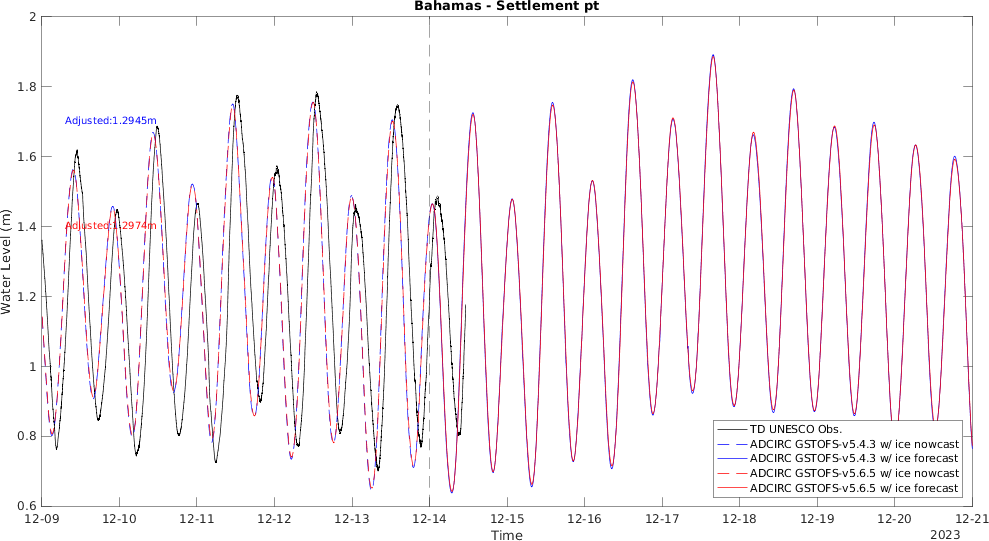 Bahamas - Settlement pt
2
1.8
1.6
1.4
1.2
1
0.8
0.6
Water Level (m)
Adjusted:1.2945m
Adjusted:1.2974m
TD UNESCO Obs.
ADCIRC GSTOFS-v5.4.3 w/ ice nowcast
ADCIRC GSTOFS-v5.4.3 w/ ice forecast
ADCIRC GSTOFS-v5.6.5 w/ ice nowcast
ADCIRC GSTOFS-v5.6.5 w/ ice forecast
12-09 12-10 12-11 12-12 12-13 12-14 12-15 12-16 12-17 12-18 12-19 12-20 12-21
Time
2023